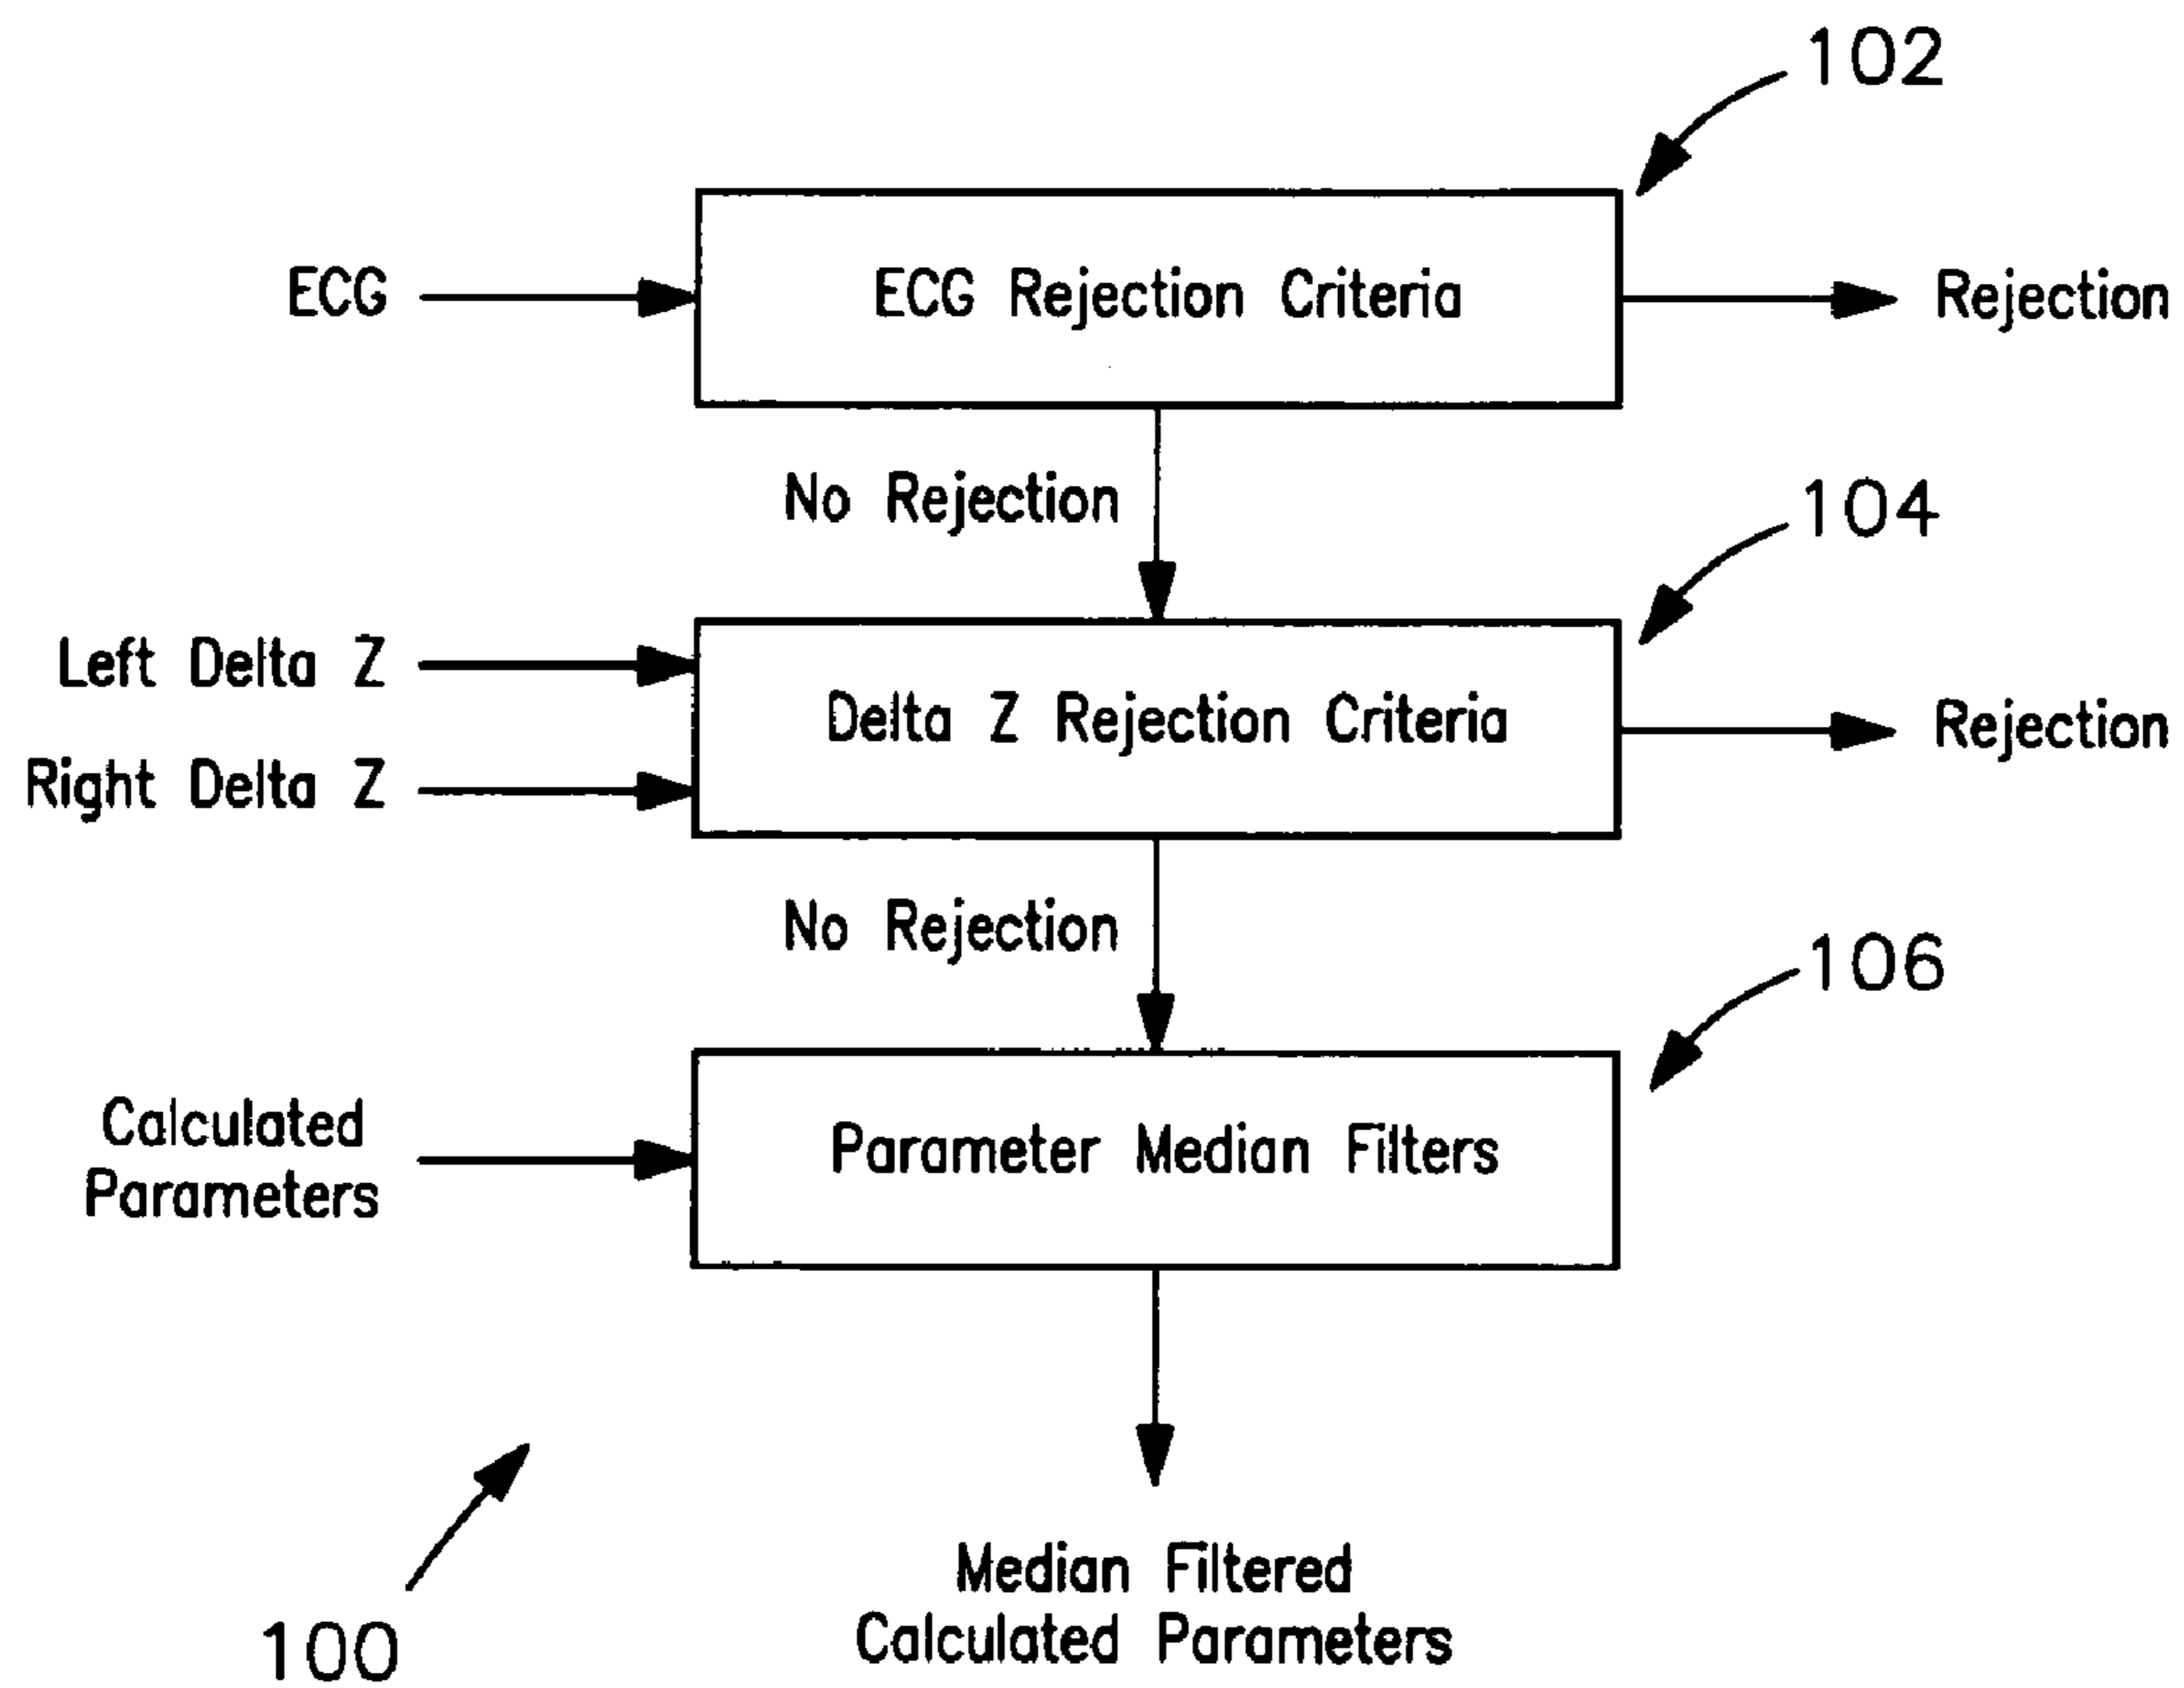 102
ECG
ECG Rejection Criteria
Rejection
No Rejection
104
Left Delta Z
Right Delta Z
Delta Z Rejection Criteria
Rejection
No Rejection
106
Calculated
Parameters
Parameter Median Filters
Median Filtered
Calculated Parameters
100